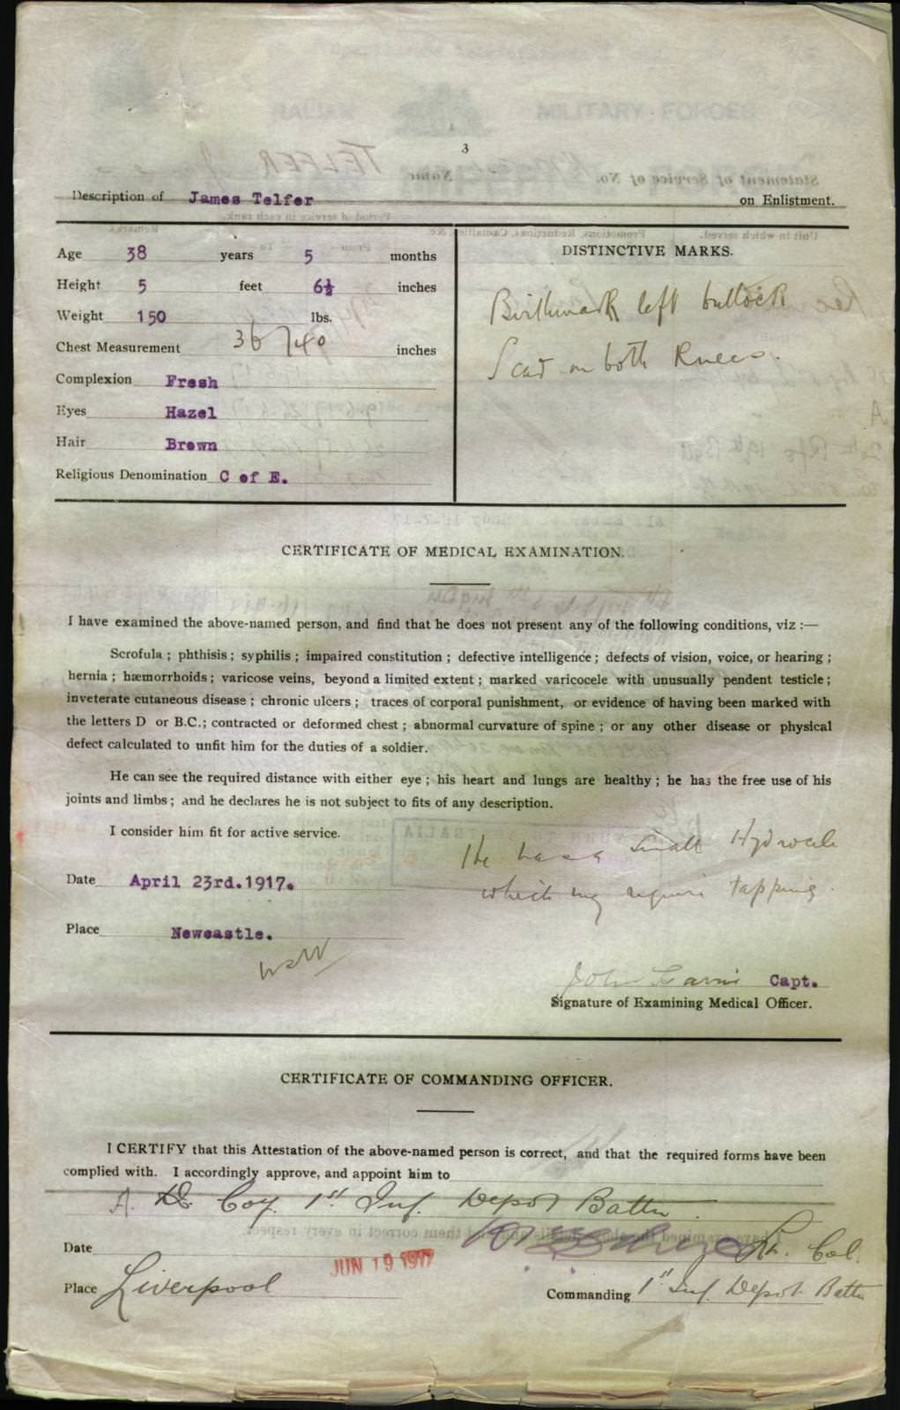 3
Description of James Telfer on Enlistment.
Age 38 years 5 months
Height 5 feet 6½ inches
Weight 150 lbs.
Chest Measurement 36/40 inches
Complexion Fresh
Eyes Hazel
Hair Brown
Religious Denomination C of E.
DISTINCTIVE MARKS.
Birthmark left buttock
Scar on both Knees.
CERTIFICATE OF MEDICAL EXAMINATION.
I have examined the above-named person, and find that he does not present any of the following conditions, viz :—
Scrofula ; phthisis ; syphilis ; impaired constitution ; defective intelligence ; defects of vision, voice, or hearing ;
hernia ; hæmorrhoids ; varicose veins, beyond a limited extent ; marked varicocele with unusually pendent testicle ;
inveterate cutaneous disease ; chronic ulcers ; traces of corporal punishment, or evidence of having been marked with
the letters D or B.C.; contracted or deformed chest ; abnormal curvature of spine ; or any other disease or physical
defect calculated to unfit him for the duties of a soldier.
He can see the required distance with either eye ; his heart and lungs are healthy ; he has the free use of his
joints and limbs ; and he declares he is not subject to fits of any description.
I consider him fit for active service.
He has a small Hydrocele
which may require tapping.
Date April 23rd.1917.
Place Newcastle.
NSW
John Capt.
Signature of Examining Medical Officer.
CERTIFICATE OF COMMANDING OFFICER.
I CERTIFY that this Attestation of the above-named person is correct, and that the required forms have been
complied with. I accordingly approve, and appoint him to
A Coy. 1st Inf. Depot Battn.
Date JUN 19 1917 Lt. Col.
Place Liverpool
Commanding 1st Inf. Depot Battn